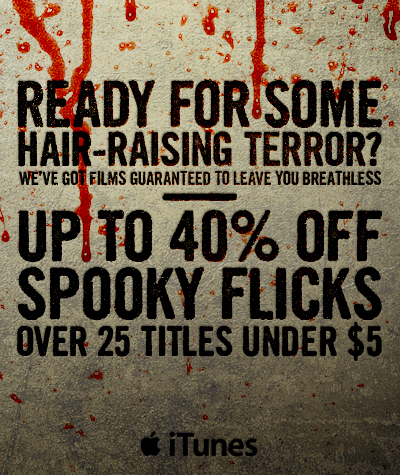 READY FOR SOME
HAIR-RAISING TERROR?
WE'VE GOT FILMS GUARANTEED TO LEAVE YOU BREATHLESS
UP TO 40% OFF
SPOOKY FLICKS
OVER 25 TITLES UNDER $5
iTunes